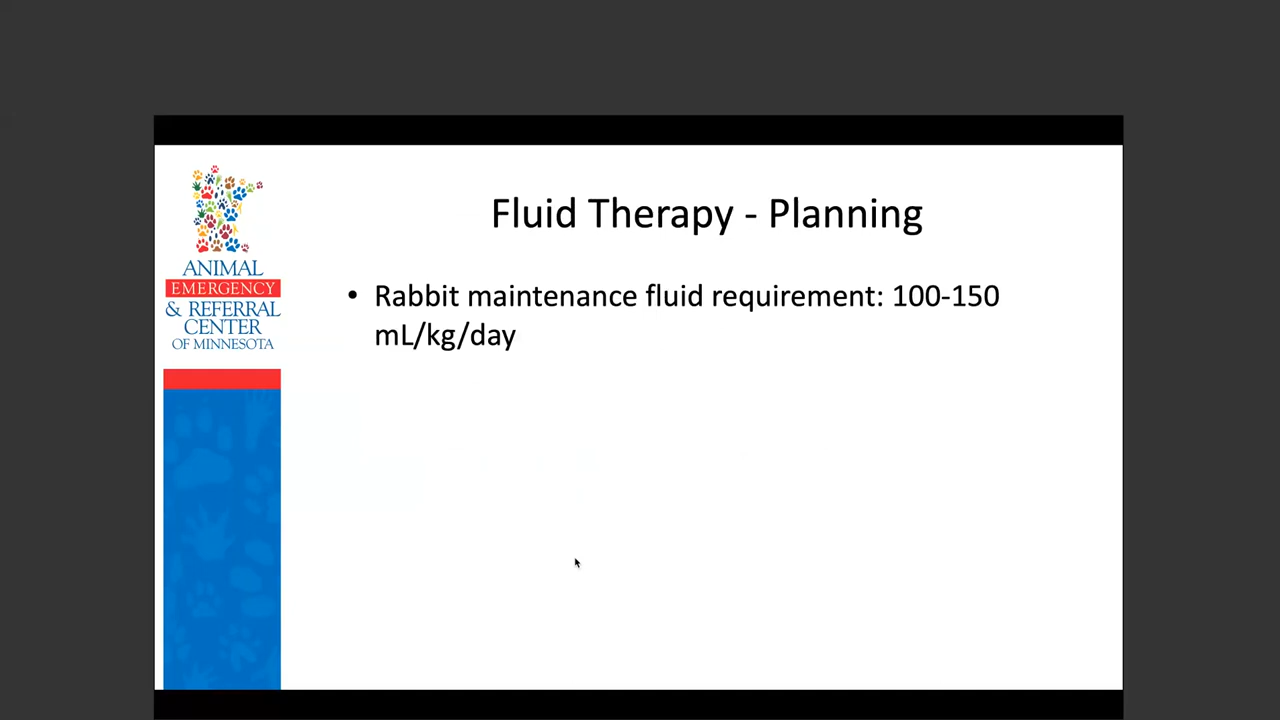 Fluid Therapy - Planning
• Rabbit maintenance fluid requirement: 100-150
mL/kg/day
ANIMAL
EMERGENCY
& REFERRAL
CENTER
OF MINNESOTA